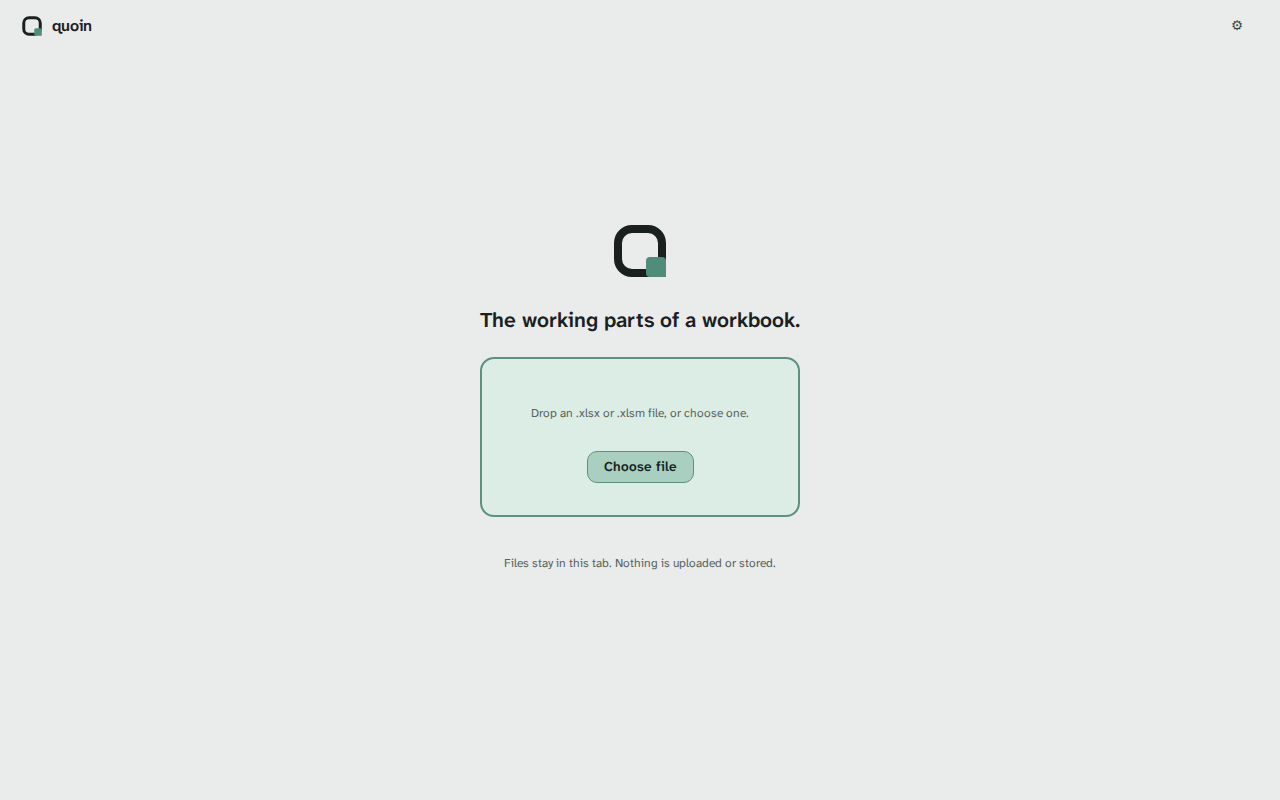 quoin
The working parts of a workbook.
Drop an .xlsx or .xlsm file, or choose one.
Choose file
Files stay in this tab. Nothing is uploaded or stored.